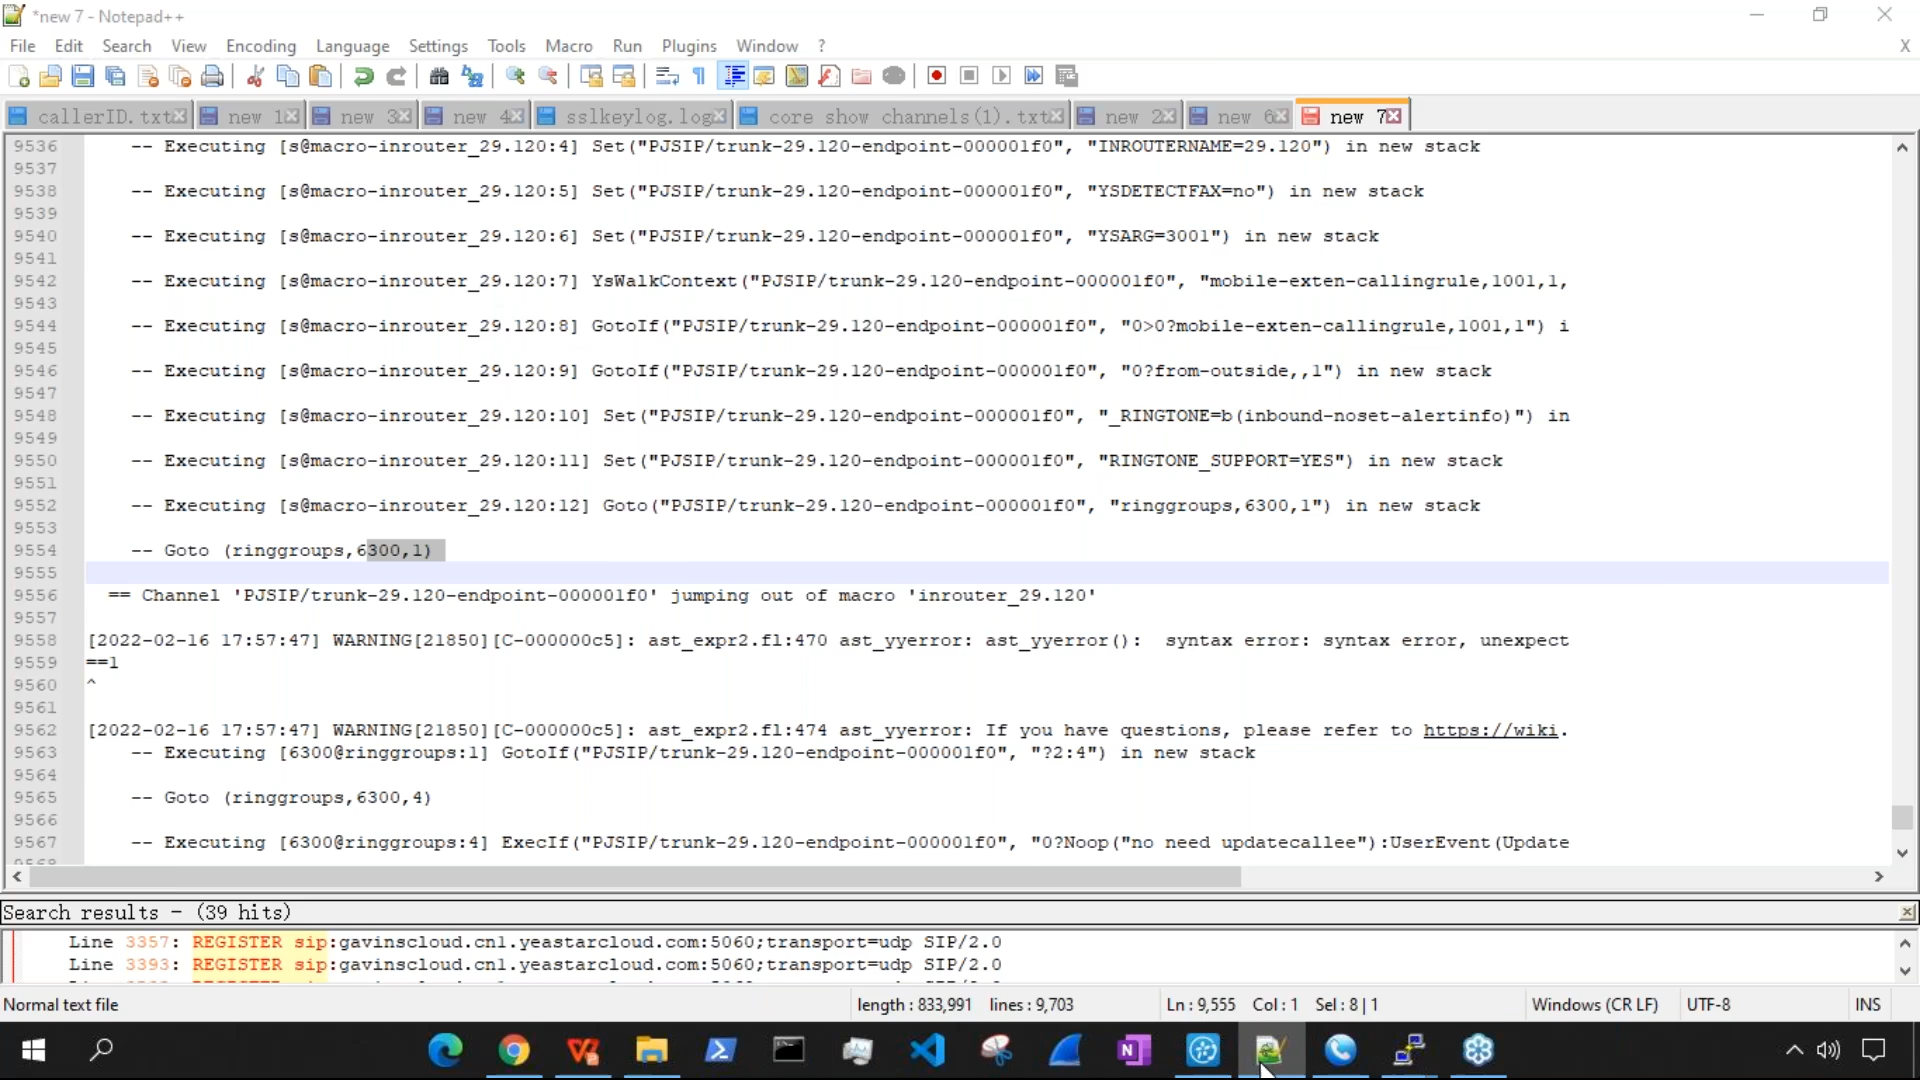 *new 7 - Notepad++
File Edit Search View Encoding Language Settings Tools Macro Run Plugins Window ? X
callerID.txt new 1 new 3 new 4 sslkeylog.log core show channels(1).txt new 2 new 6 new 7
9536 -- Executing [s@macro-inrouter_29.120:4] Set("PJSIP/trunk-29.120-endpoint-000001f0", "INROUTERNAME=29.120") in new stack
9537
9538 -- Executing [s@macro-inrouter_29.120:5] Set("PJSIP/trunk-29.120-endpoint-000001f0", "YSDETECTFAX=no") in new stack
9539
9540 -- Executing [s@macro-inrouter_29.120:6] Set("PJSIP/trunk-29.120-endpoint-000001f0", "YSARG=3001") in new stack
9541
9542 -- Executing [s@macro-inrouter_29.120:7] YsWalkContext("PJSIP/trunk-29.120-endpoint-000001f0", "mobile-exten-callingrule,1001,1,
9543
9544 -- Executing [s@macro-inrouter_29.120:8] GotoIf("PJSIP/trunk-29.120-endpoint-000001f0", "0>0?mobile-exten-callingrule,1001,1") i
9545
9546 -- Executing [s@macro-inrouter_29.120:9] GotoIf("PJSIP/trunk-29.120-endpoint-000001f0", "0?from-outside,,1") in new stack
9547
9548 -- Executing [s@macro-inrouter_29.120:10] Set("PJSIP/trunk-29.120-endpoint-000001f0", "_RINGTONE=b(inbound-noset-alertinfo)") in
9549
9550 -- Executing [s@macro-inrouter_29.120:11] Set("PJSIP/trunk-29.120-endpoint-000001f0", "RINGTONE_SUPPORT=YES") in new stack
9551
9552 -- Executing [s@macro-inrouter_29.120:12] Goto("PJSIP/trunk-29.120-endpoint-000001f0", "ringgroups,6300,1") in new stack
9553
9554 -- Goto (ringgroups,6300,1)
9555
9556 == Channel 'PJSIP/trunk-29.120-endpoint-000001f0' jumping out of macro 'inrouter_29.120'
9557
9558 [2022-02-16 17:57:47] WARNING[21850][C-000000c5]: ast_expr2.fl:470 ast_yyerror: ast_yyerror():  syntax error: syntax error, unexpect
9559 ==1
9560 ^
9561
9562 [2022-02-16 17:57:47] WARNING[21850][C-000000c5]: ast_expr2.fl:474 ast_yyerror: If you have questions, please refer to https://wiki.
9563 -- Executing [6300@ringgroups:1] GotoIf("PJSIP/trunk-29.120-endpoint-000001f0", "?2:4") in new stack
9564
9565 -- Goto (ringgroups,6300,4)
9566
9567 -- Executing [6300@ringgroups:4] ExecIf("PJSIP/trunk-29.120-endpoint-000001f0", "0?Noop("no need updatecallee"):UserEvent(Update
9568
Search results - (39 hits)
Line 3357: REGISTER sip:gavinscloud.cn1.yeastarcloud.com:5060;transport=udp SIP/2.0
Line 3393: REGISTER sip:gavinscloud.cn1.yeastarcloud.com:5060;transport=udp SIP/2.0
Normal text file length : 833,991 lines : 9,703 Ln : 9,555 Col : 1 Sel : 8 | 1 Windows (CR LF) UTF-8 INS